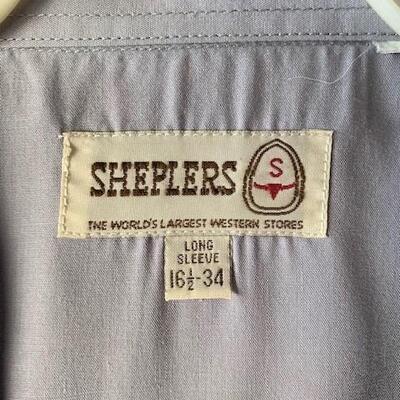 SHEPLERS
S
THE WORLD'S LARGEST WESTERN STORES
LONG
SLEEVE
16½-34